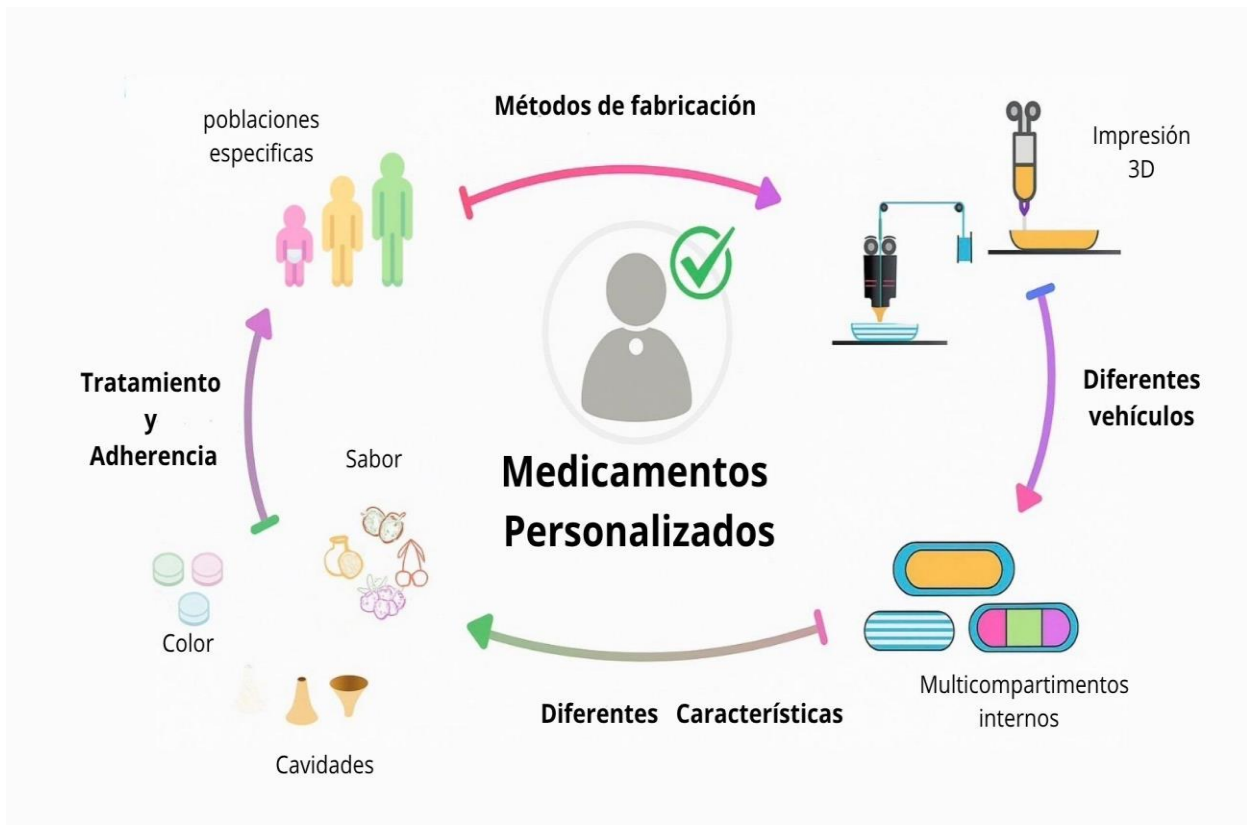 Métodos de fabricación
poblaciones
especificas
Impresión
3D
Diferentes
vehículos
Tratamiento
y
Adherencia
Sabor
Medicamentos
Personalizados
Color
Multicompartimentos
internos
Diferentes Características
Cavidades